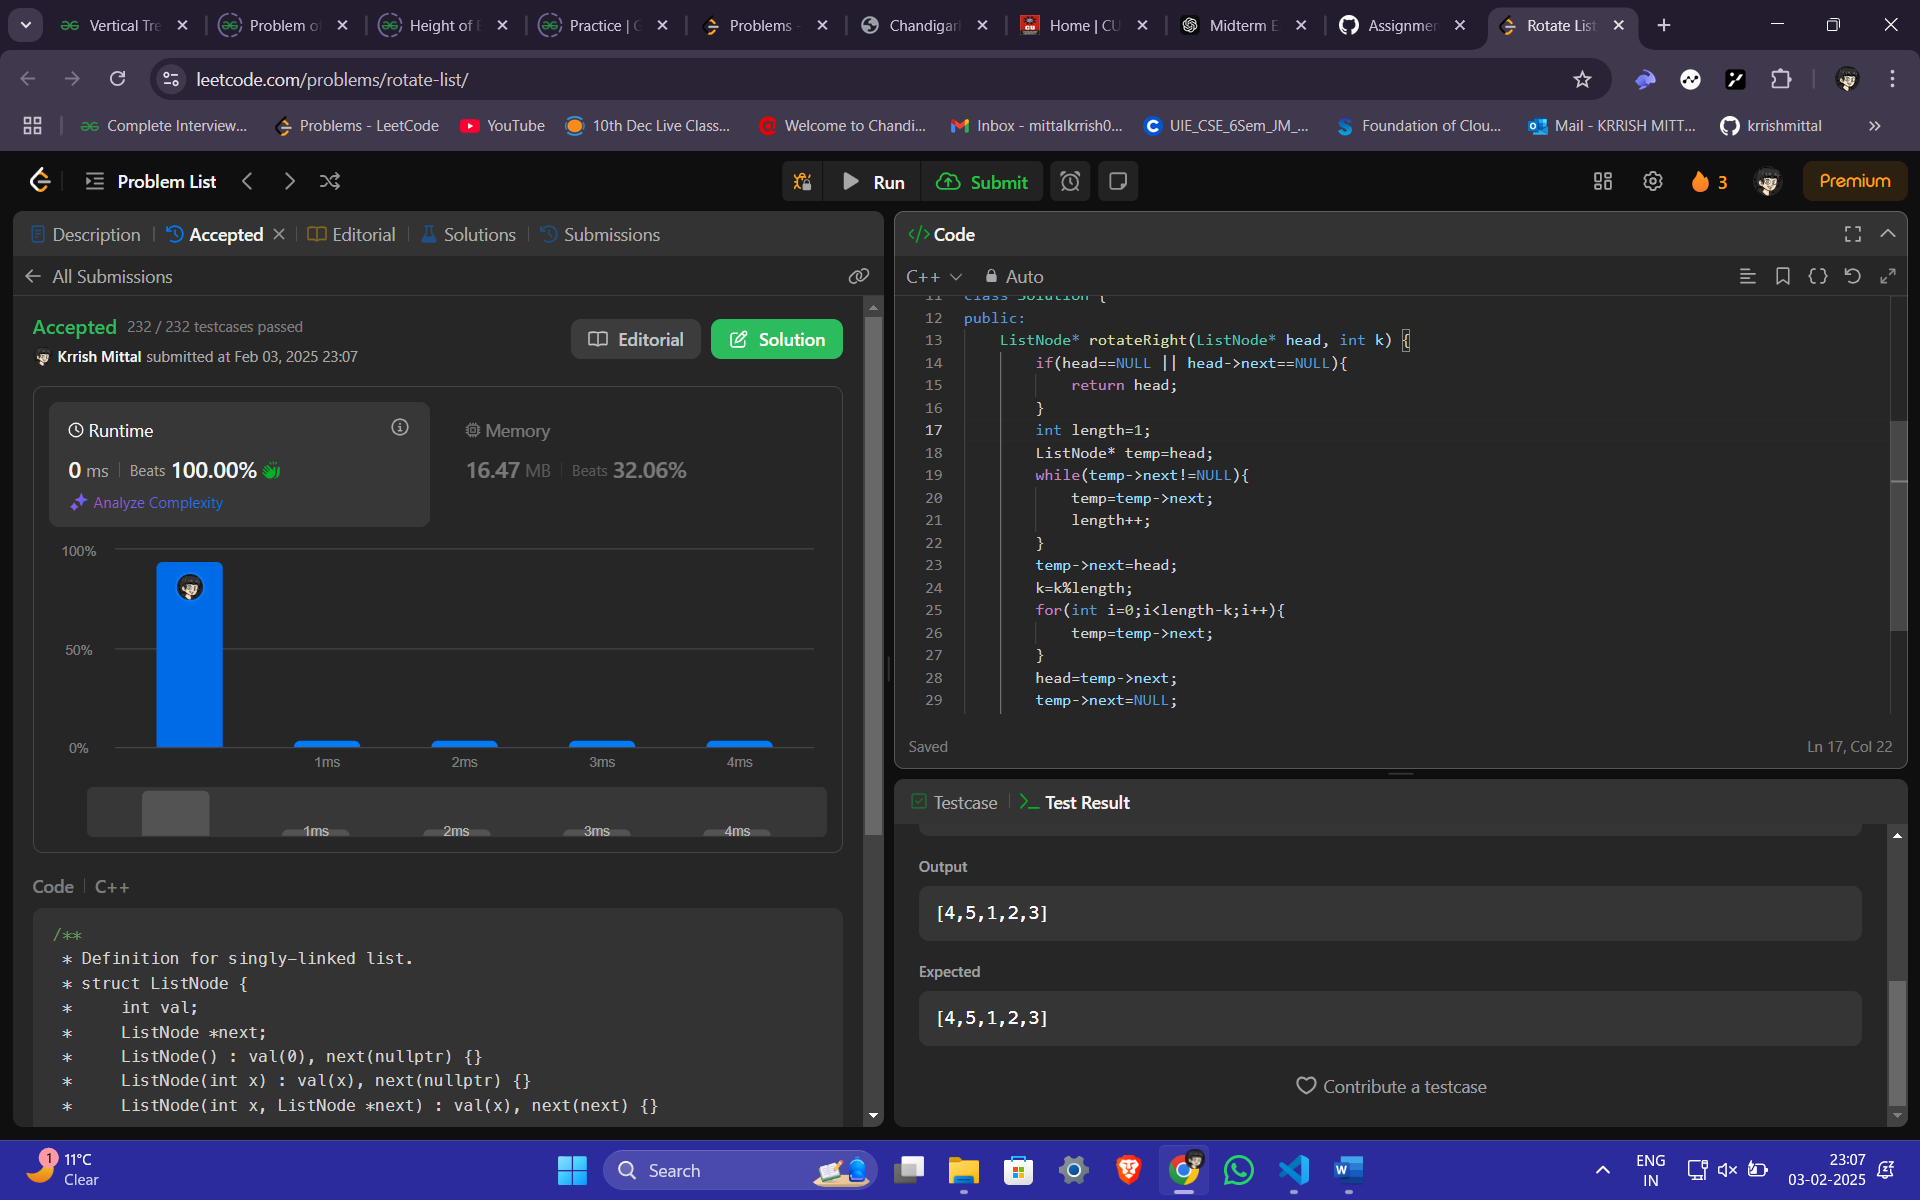 Vertical Tre
Problem o
Height of B
Practice | G
Problems -
Chandigarh
Home | CU
Midterm E
Assignmen
Rotate List
leetcode.com/problems/rotate-list/
Complete Interview...
Problems - LeetCode
YouTube
10th Dec Live Class...
Welcome to Chandi...
Inbox - mittalkrrish0...
UIE_CSE_6Sem_JM_...
Foundation of Clou...
Mail - KRRISH MITT...
krrishmittal
Problem List
Run
Submit
3
Premium
Description
Accepted
Editorial
Solutions
Submissions
All Submissions
Accepted 232 / 232 testcases passed
Krrish Mittal submitted at Feb 03, 2025 23:07
Editorial
Solution
Runtime
0 ms | Beats 100.00%
Analyze Complexity
Memory
16.47 MB | Beats 32.06%
100%
50%
0%
1ms 2ms 3ms 4ms
1ms 2ms 3ms 4ms
Code | C++
/**
* Definition for singly-linked list.
* struct ListNode {
*     int val;
*     ListNode *next;
*     ListNode() : val(0), next(nullptr) {}
*     ListNode(int x) : val(x), next(nullptr) {}
*     ListNode(int x, ListNode *next) : val(x), next(next) {}
</> Code
C++ Auto
11 class Solution {
12 public:
13     ListNode* rotateRight(ListNode* head, int k) {
14         if(head==NULL || head->next==NULL){
15             return head;
16         }
17         int length=1;
18         ListNode* temp=head;
19         while(temp->next!=NULL){
20             temp=temp->next;
21             length++;
22         }
23         temp->next=head;
24         k=k%length;
25         for(int i=0;i<length-k;i++){
26             temp=temp->next;
27         }
28         head=temp->next;
29         temp->next=NULL;
Saved
Ln 17, Col 22
Testcase
Test Result
Output
[4,5,1,2,3]
Expected
[4,5,1,2,3]
Contribute a testcase
1
11°C
Clear
Search
ENG
IN
23:07
03-02-2025